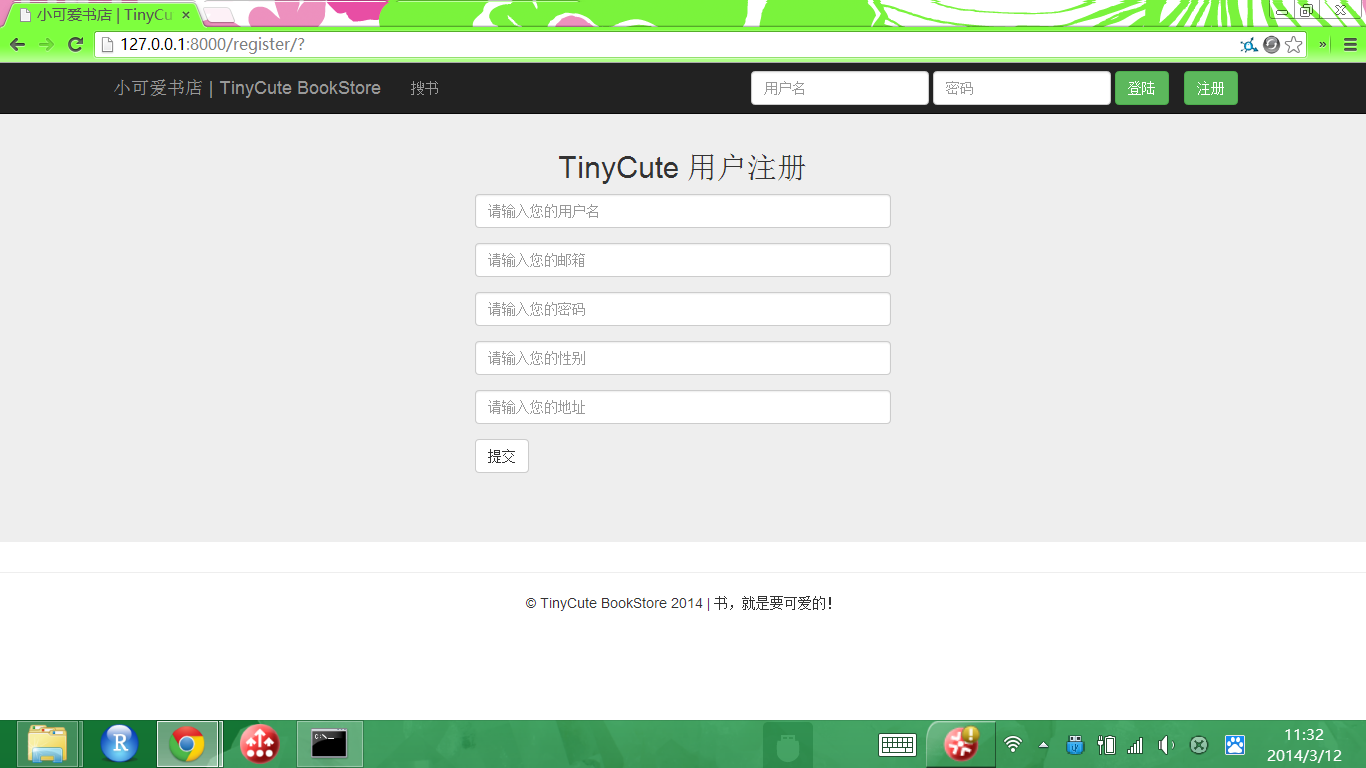 小可爱书店 | TinyCu
127.0.0.1:8000/register/?
小可爱书店 | TinyCute BookStore 搜书 用户名 密码 登陆 注册
TinyCute 用户注册
请输入您的用户名
请输入您的邮箱
请输入您的密码
请输入您的性别
请输入您的地址
提交
© TinyCute BookStore 2014 | 书，就是要可爱的！
R
C:\>_
11:32
2014/3/12